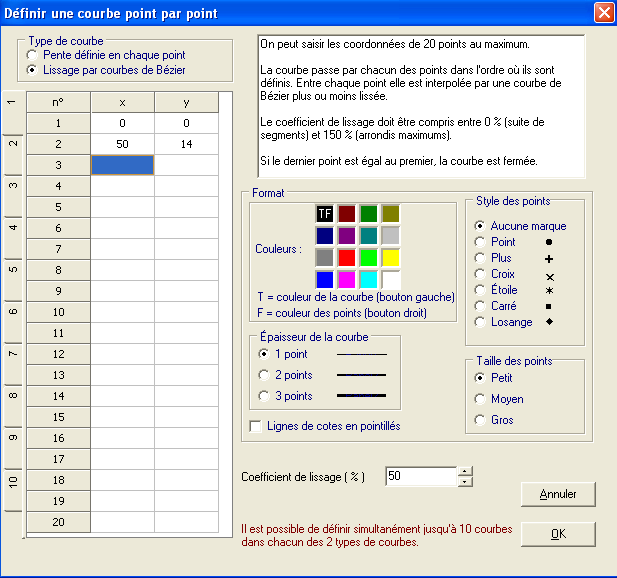 Définir une courbe point par point
Type de courbe
Pente définie en chaque point
Lissage par courbes de Bézier
1
2
3
4
5
6
7
8
9
10
n° x y
1 0 0
2 50 14
3
4
5
6
7
8
9
10
11
12
13
14
15
16
17
18
19
20
On peut saisir les coordonnées de 20 points au maximum.
La courbe passe par chacun des points dans l'ordre où ils sont
définis. Entre chaque point elle est interpolée par une courbe de
Bézier plus ou moins lissée.
Le coefficient de lissage doit être compris entre 0 % (suite de
segments) et 150 % (arrondis maximums).
Si le dernier point est égal au premier, la courbe est fermée.
Format
TF
Couleurs :
T = couleur de la courbe (bouton gauche)
F = couleur des points (bouton droit)
Épaisseur de la courbe
1 point
2 points
3 points
Lignes de cotes en pointillés
Style des points
Aucune marque
Point
Plus
Croix
Étoile
Carré
Losange
Taille des points
Petit
Moyen
Gros
Coefficient de lissage ( % ) 50
Annuler
Il est possible de définir simultanément jusqu'à 10 courbes
dans chacun des 2 types de courbes.
OK